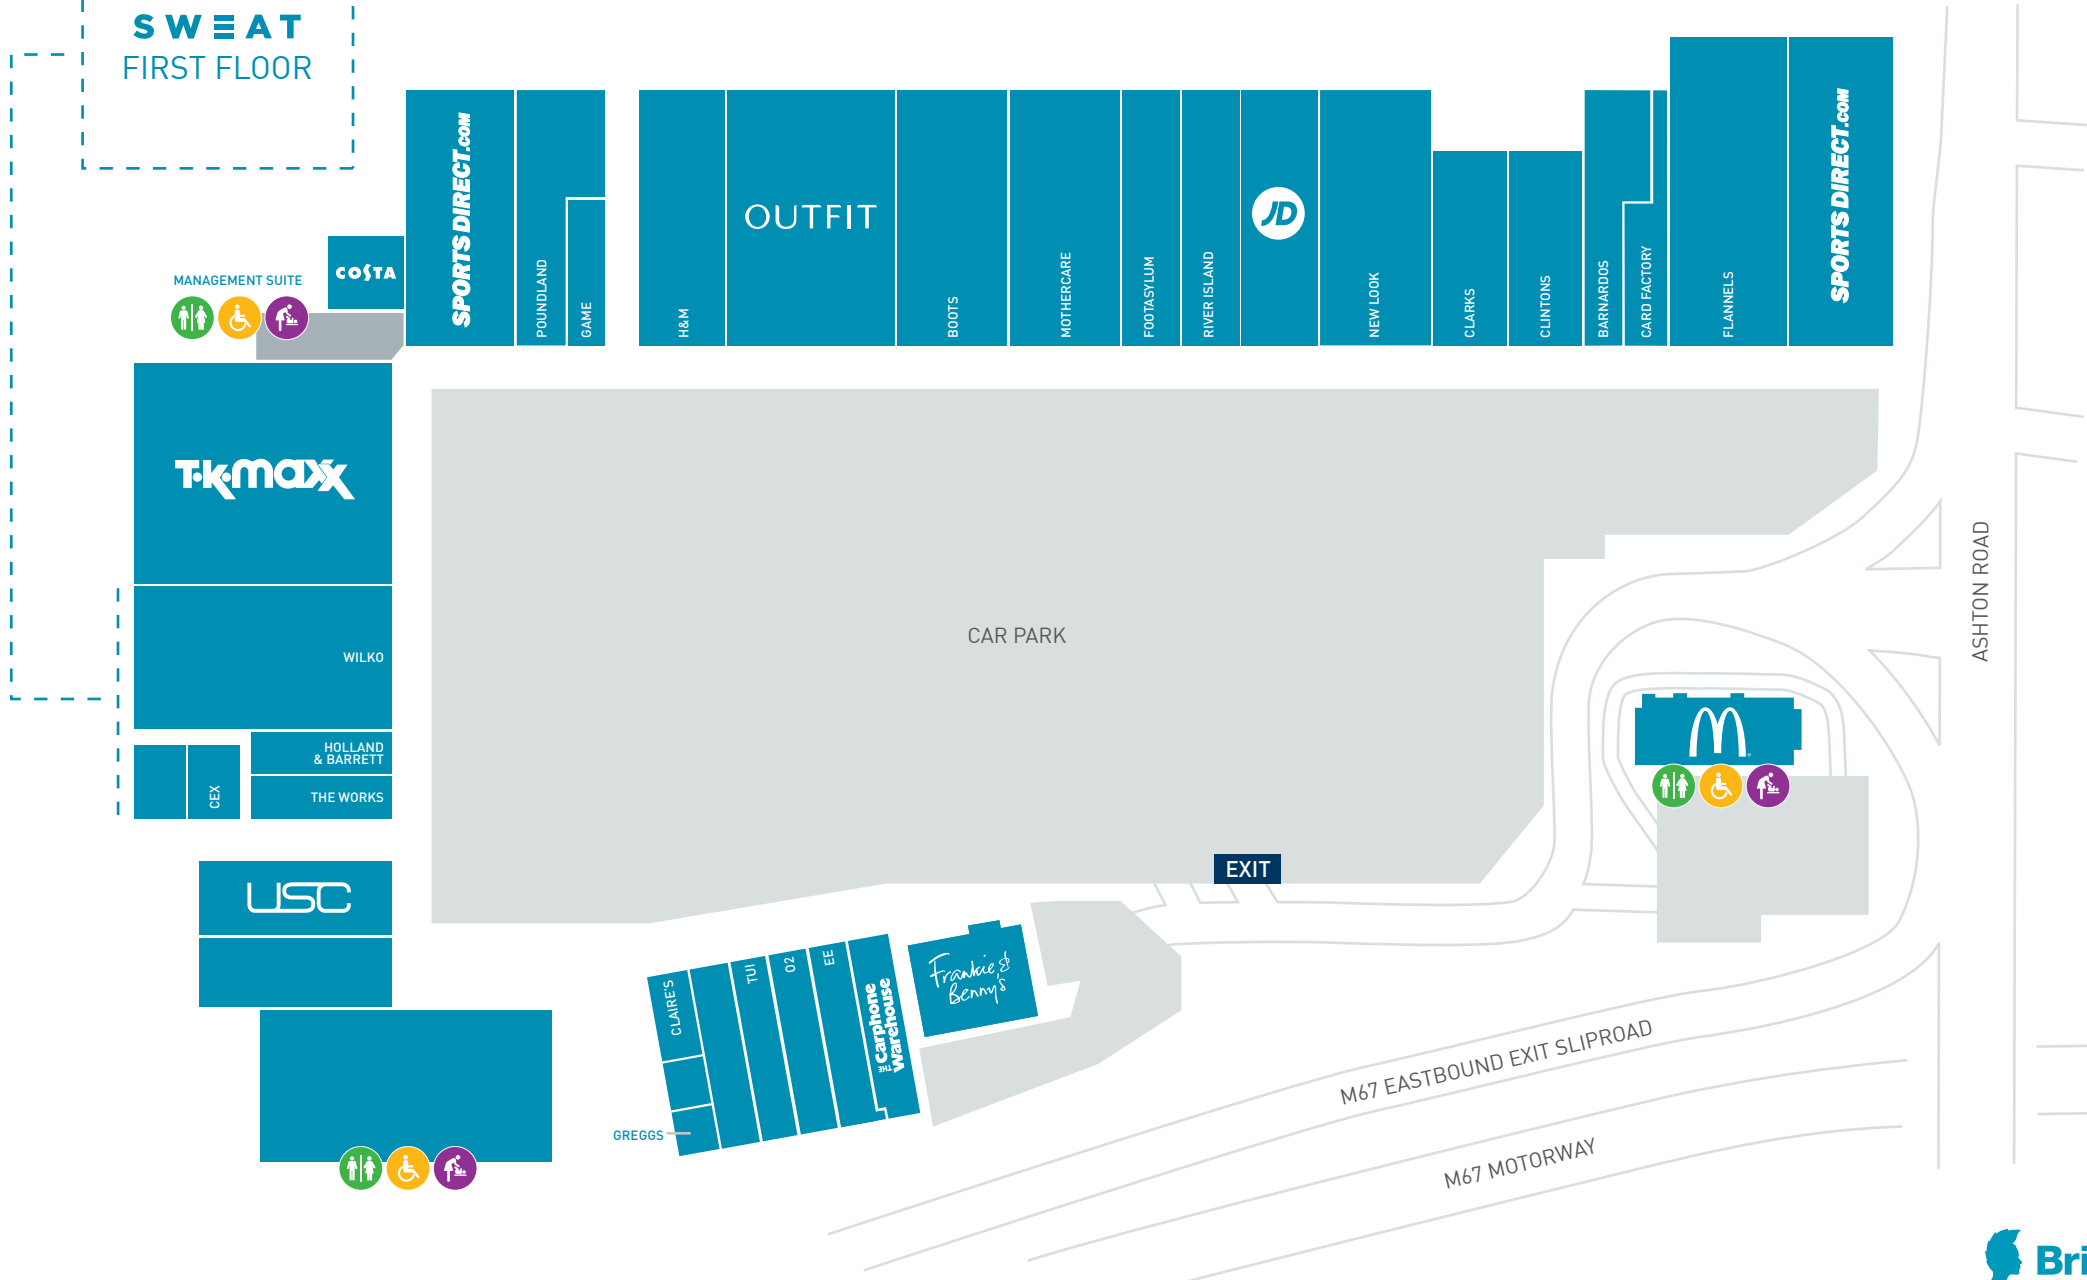 SWEAT
FIRST FLOOR
MANAGEMENT SUITE
COSTA
SPORTSDIRECT.COM
POUNDLAND
GAME
H&M
OUTFIT
BOOTS
MOTHERCARE
FOOTASYLUM
RIVER ISLAND
JD
NEW LOOK
CLARKS
CLINTONS
BARNARDOS
CARD FACTORY
FLANNELS
SPORTSDIRECT.COM
T·K·maxx
WILKO
HOLLAND
& BARRETT
CEX
THE WORKS
USC
CAR PARK
ASHTON ROAD
M
EXIT
CLAIRE'S
TUI
O2
EE
THE Carphone
Warehouse
Frankie &
Benny's
GREGGS
M67 EASTBOUND EXIT SLIPROAD
M67 MOTORWAY
Bri